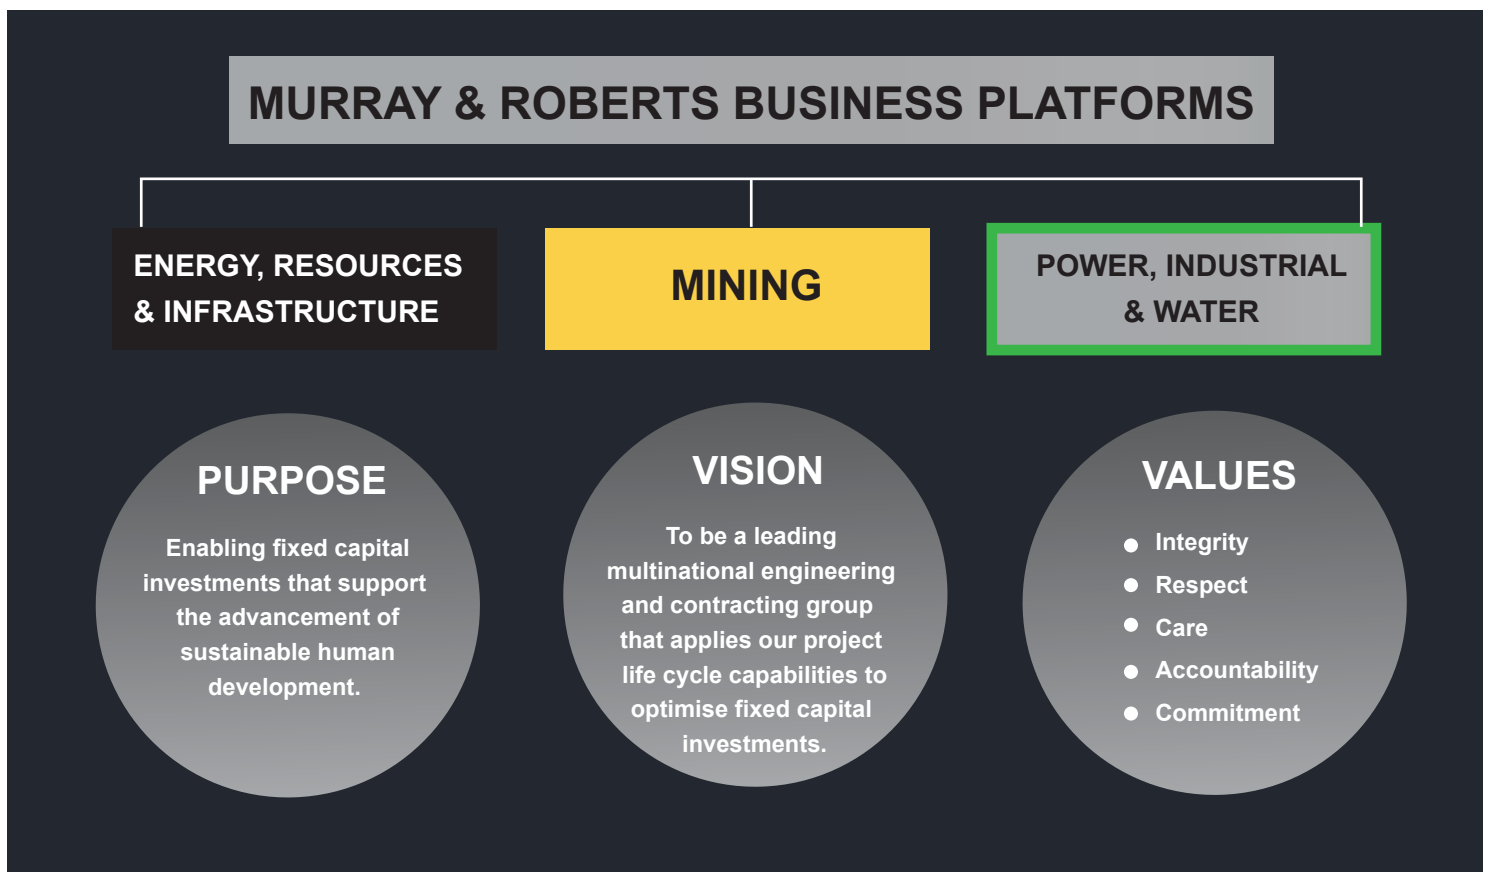 MURRAY & ROBERTS BUSINESS PLATFORMS
ENERGY, RESOURCES
& INFRASTRUCTURE
MINING
POWER, INDUSTRIAL
& WATER
PURPOSE
Enabling fixed capital
investments that support
the advancement of
sustainable human
development.
VISION
To be a leading
multinational engineering
and contracting group
that applies our project
life cycle capabilities to
optimise fixed capital
investments.
VALUES
Integrity
Respect
Care
Accountability
Commitment